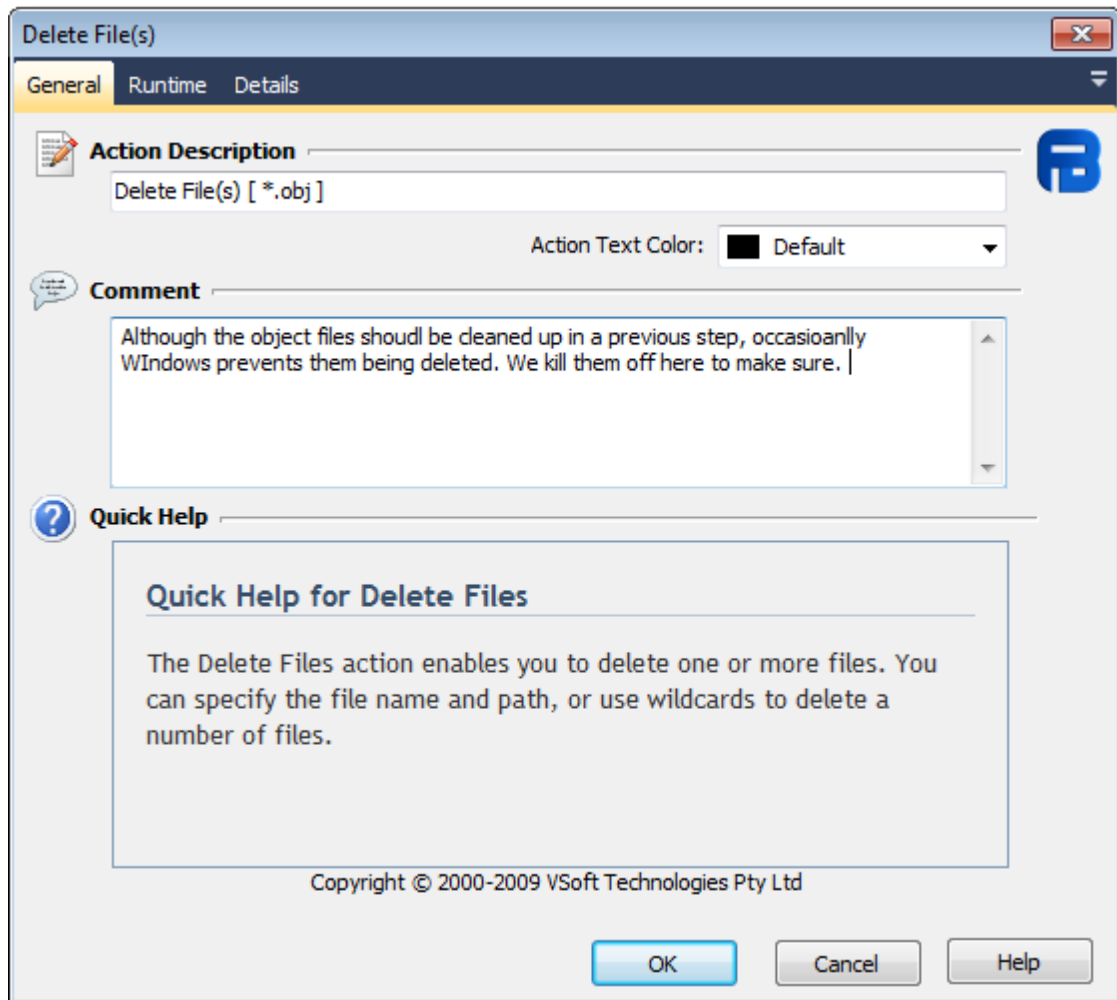 Delete File(s)
General Runtime Details
Action Description
Delete File(s) [ *.obj ]
Action Text Color: Default
Comment
Although the object files shoudl be cleaned up in a previous step, occasioanlly
WIndows prevents them being deleted. We kill them off here to make sure.
Quick Help
Quick Help for Delete Files
The Delete Files action enables you to delete one or more files. You
can specify the file name and path, or use wildcards to delete a
number of files.
Copyright © 2000-2009 VSoft Technologies Pty Ltd
OK Cancel Help